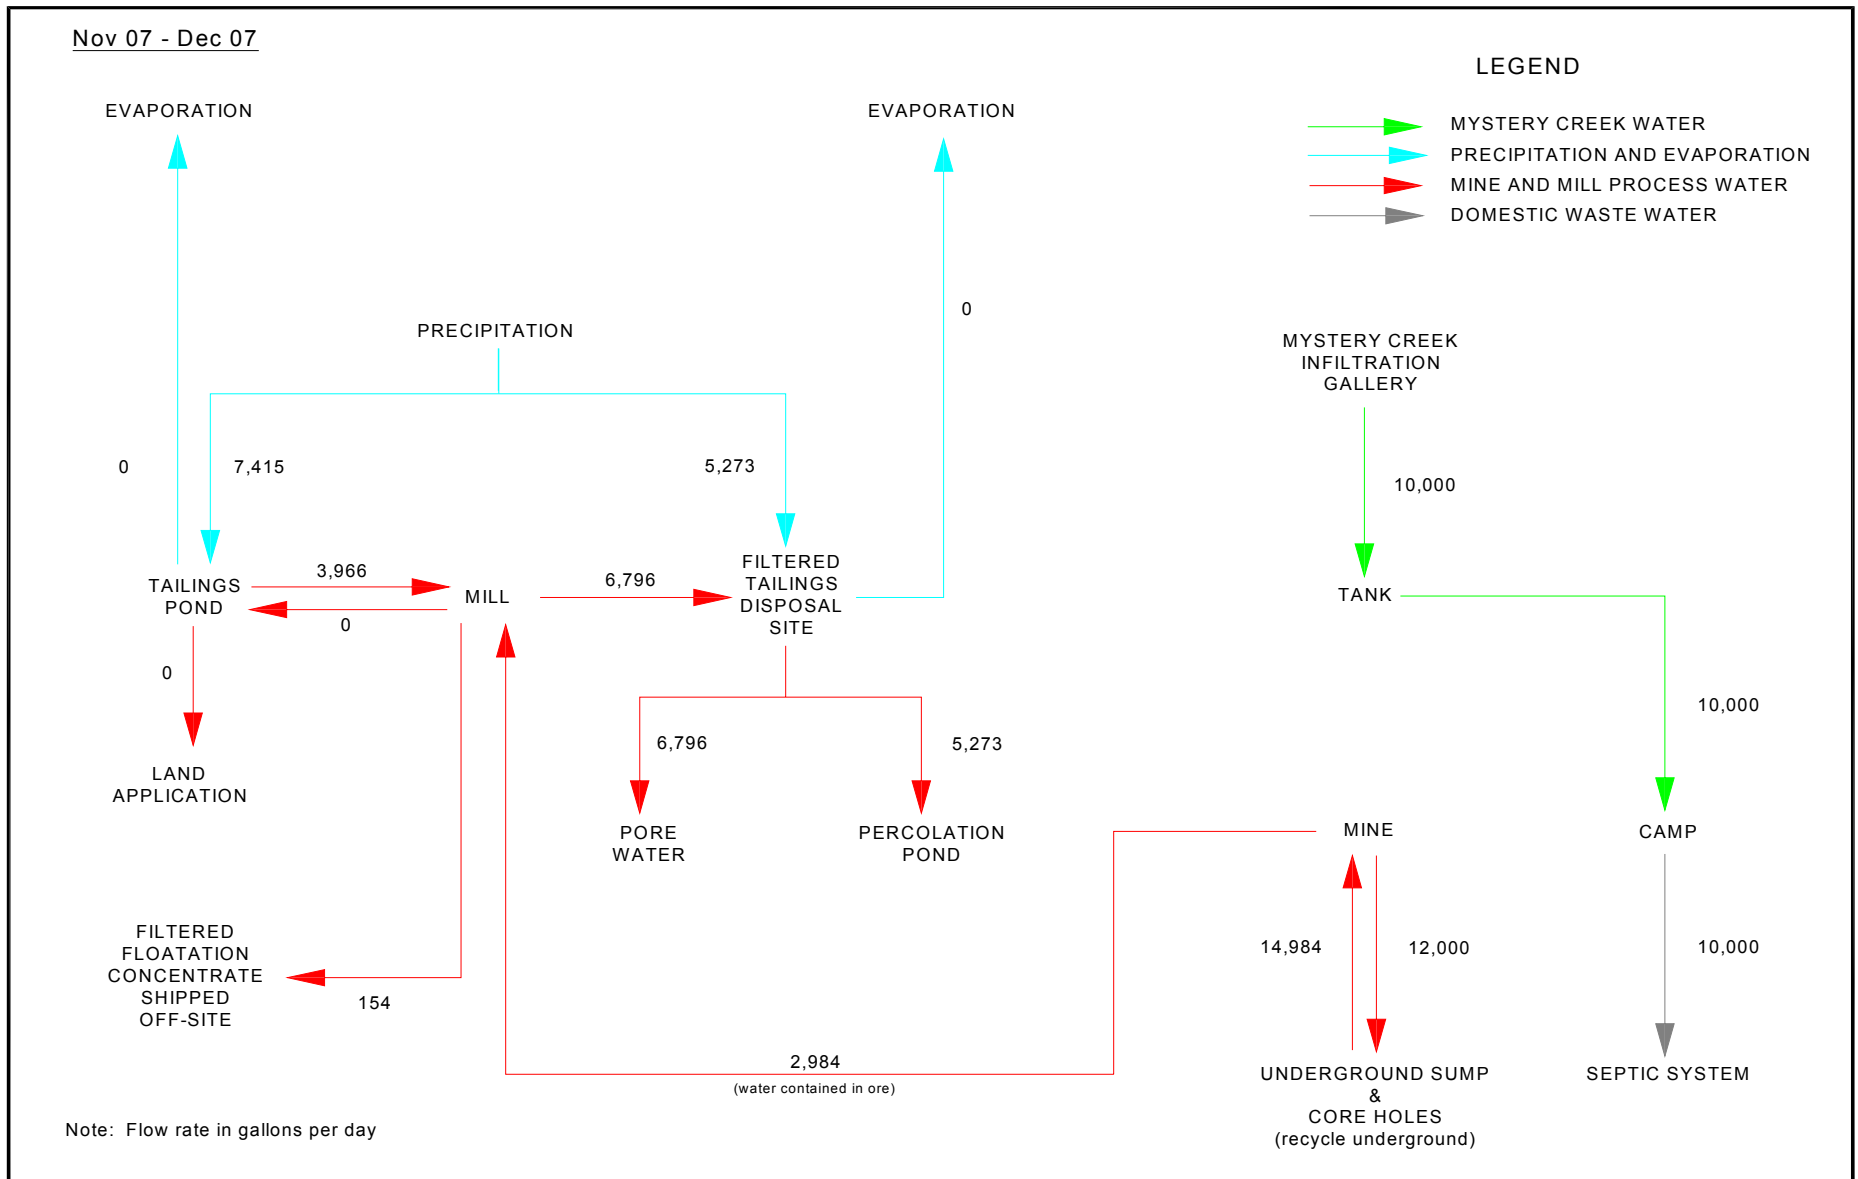 Nov 07 - Dec 07
LEGEND
EVAPORATION
EVAPORATION
MYSTERY CREEK WATER
PRECIPITATION AND EVAPORATION
MINE AND MILL PROCESS WATER
DOMESTIC WASTE WATER
0
PRECIPITATION
MYSTERY CREEK
INFILTRATION
GALLERY
0
7,415
5,273
10,000
TAILINGS
POND
3,966
0
MILL
6,796
FILTERED
TAILINGS
DISPOSAL
SITE
TANK
0
LAND
APPLICATION
6,796
5,273
10,000
PORE
WATER
PERCOLATION
POND
MINE
CAMP
FILTERED
FLOATATION
CONCENTRATE
SHIPPED
OFF-SITE
154
14,984
12,000
10,000
2,984
(water contained in ore)
UNDERGROUND SUMP
&
CORE HOLES
(recycle underground)
SEPTIC SYSTEM
Note: Flow rate in gallons per day